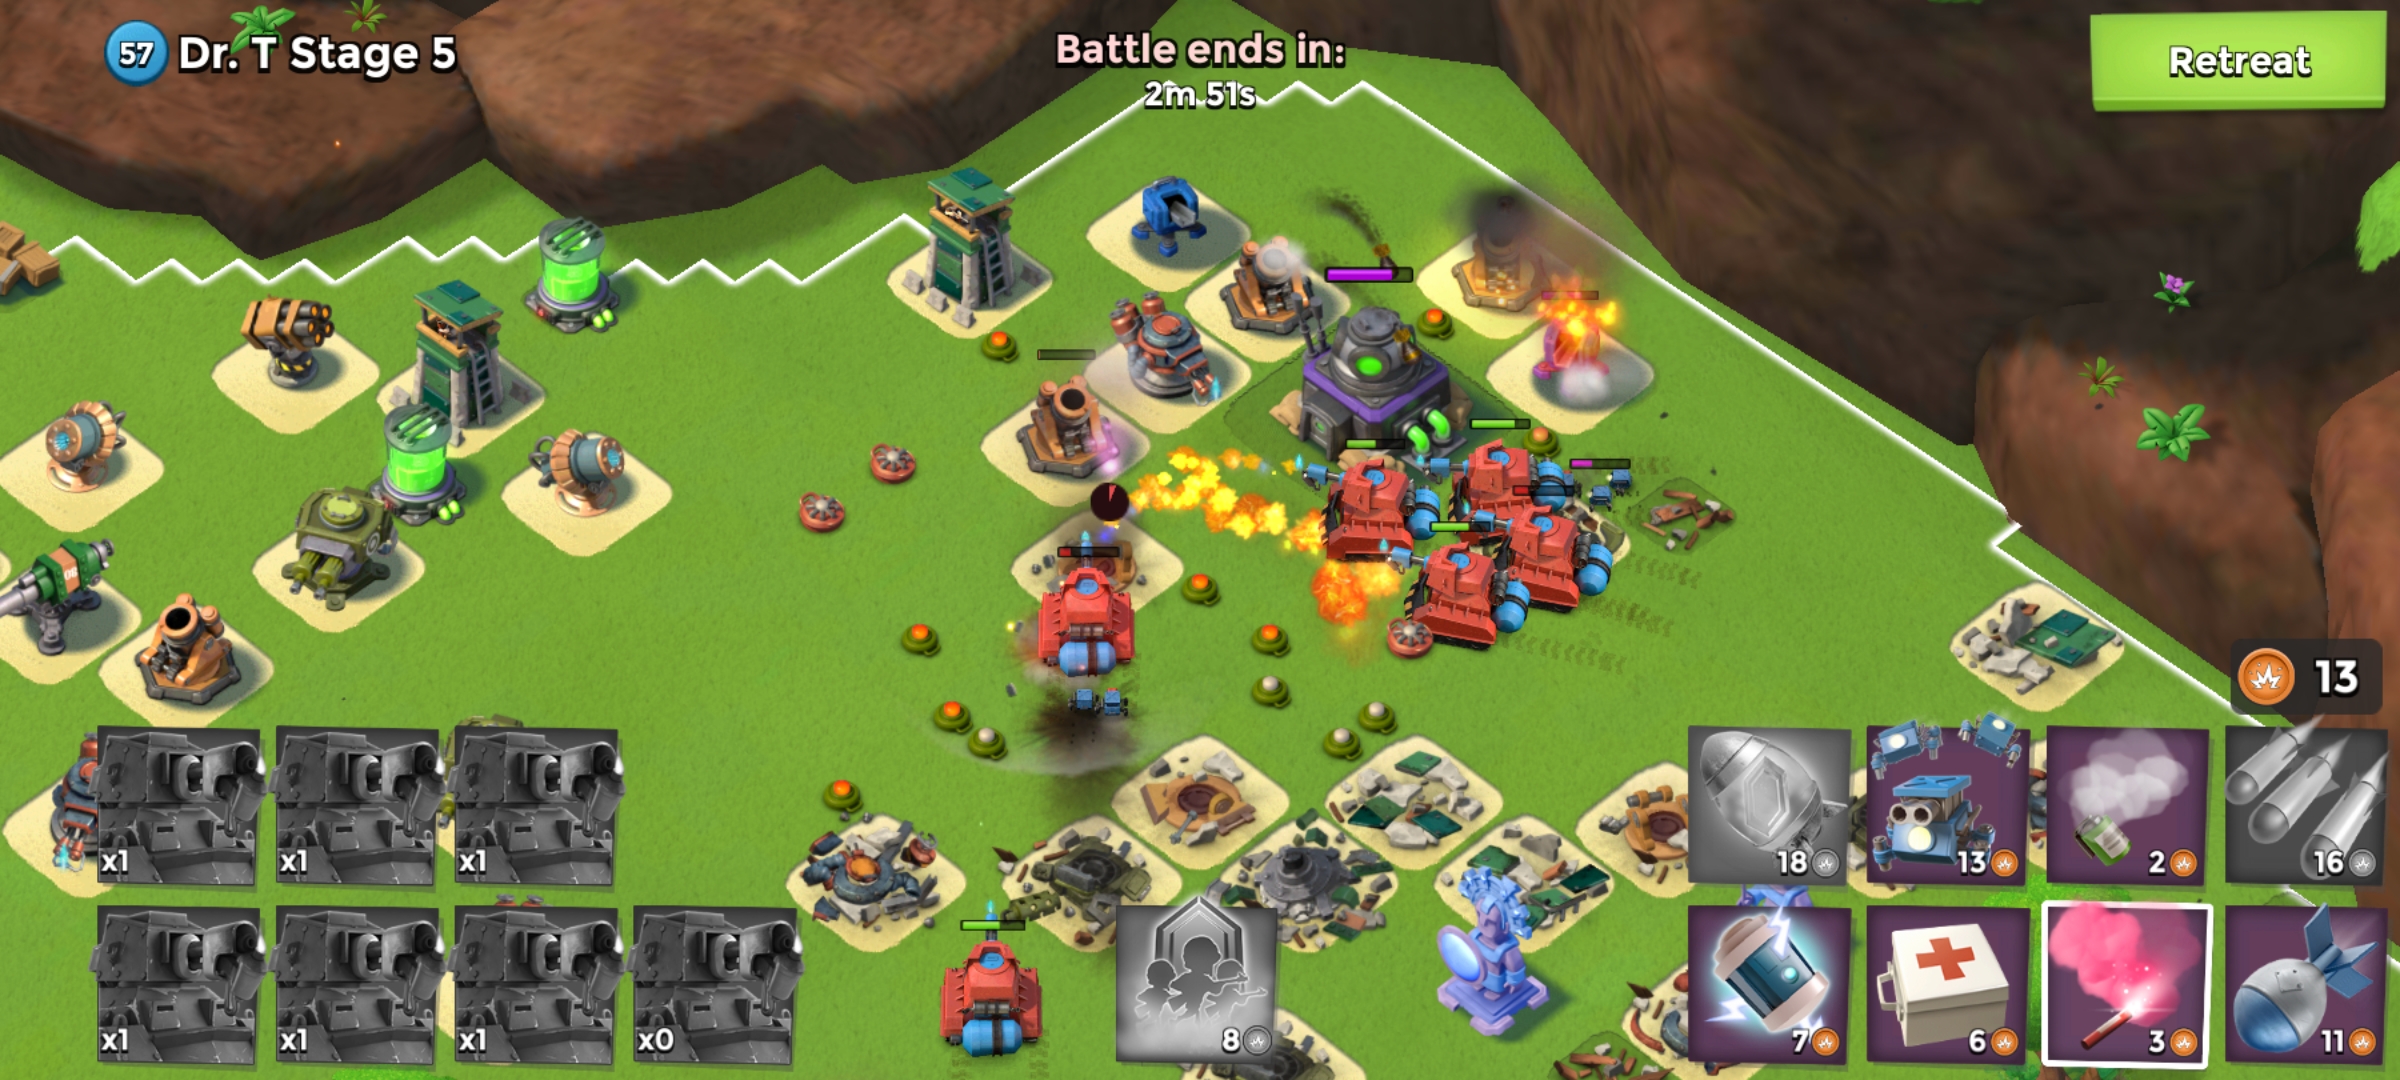 57 Dr. T Stage 5
Battle ends in:
2m 51s
Retreat
13
x1 x1 x1
18 13 2 16
x1 x1 x1 x0
8
7 6 3 11